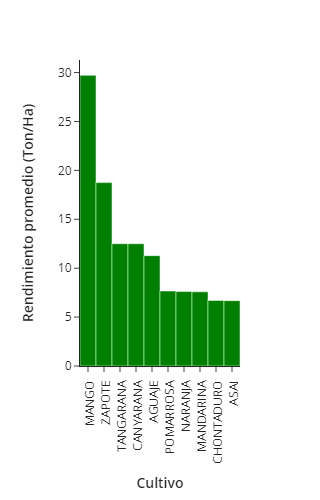 Rendimiento promedio (Ton/Ha)
30
25
20
15
10
5
0
MANGO
ZAPOTE
TANGARANA
CANYARANA
AGUAJE
POMARROSA
NARANJA
MANDARINA
CHONTADURO
ASAI
Cultivo